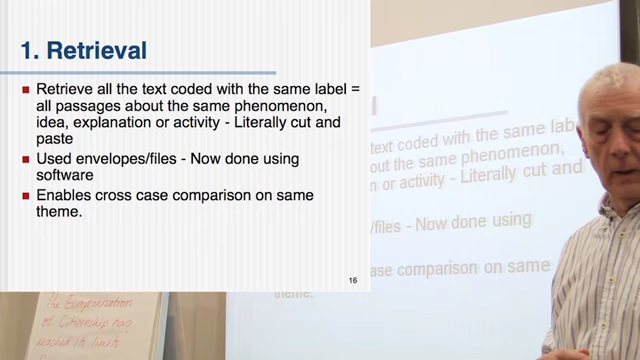 1. Retrieval
Retrieve all the text coded with the same label =
all passages about the same phenomenon,
idea, explanation or activity - Literally cut and
paste
Used envelopes/files - Now done using
software
Enables cross case comparison on same
theme.
16
text coded with the same label
out the same phenomenon,
or activity - Literally cut and
/files - Now done using
case comparison on same
theme.
The European
of Citizenship has
reached its limits